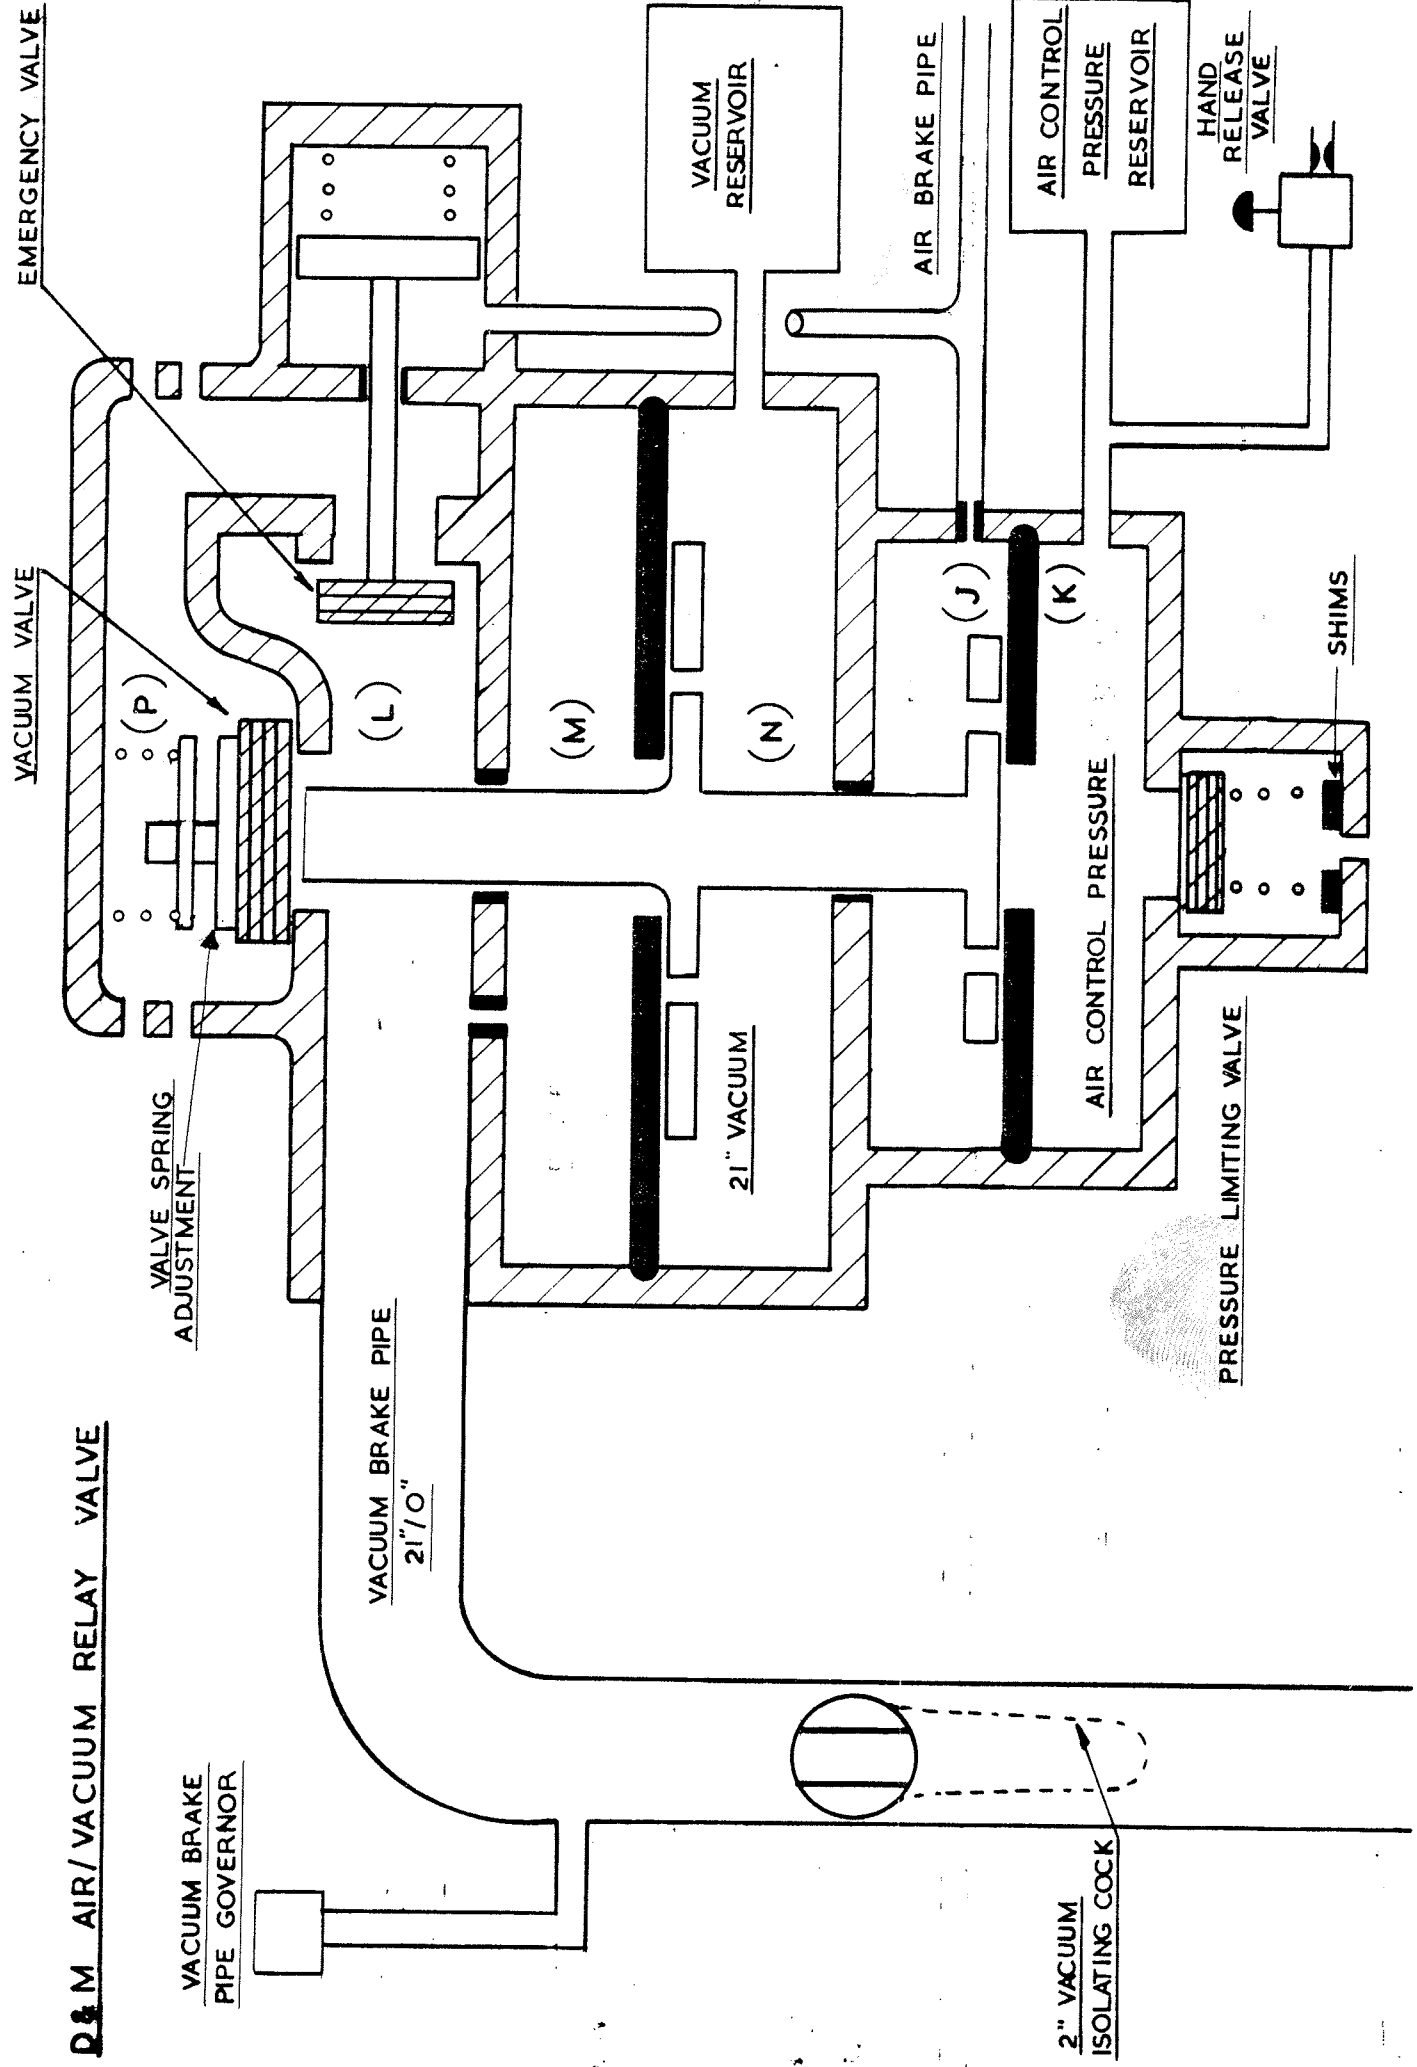 D&M AIR/VACUUM RELAY VALVE
VACUUM BRAKE
PIPE GOVERNOR
2" VACUUM
ISOLATING COCK
VACUUM BRAKE PIPE
21"/0"
VALVE SPRING
ADJUSTMENT
VACUUM VALVE
EMERGENCY VALVE
(P)
(L)
(M)
(N)
21" VACUUM
(J)
(K)
AIR CONTROL PRESSURE
PRESSURE LIMITING VALVE
SHIMS
VACUUM
RESERVOIR
AIR BRAKE PIPE
AIR CONTROL
PRESSURE
RESERVOIR
HAND
RELEASE
VALVE